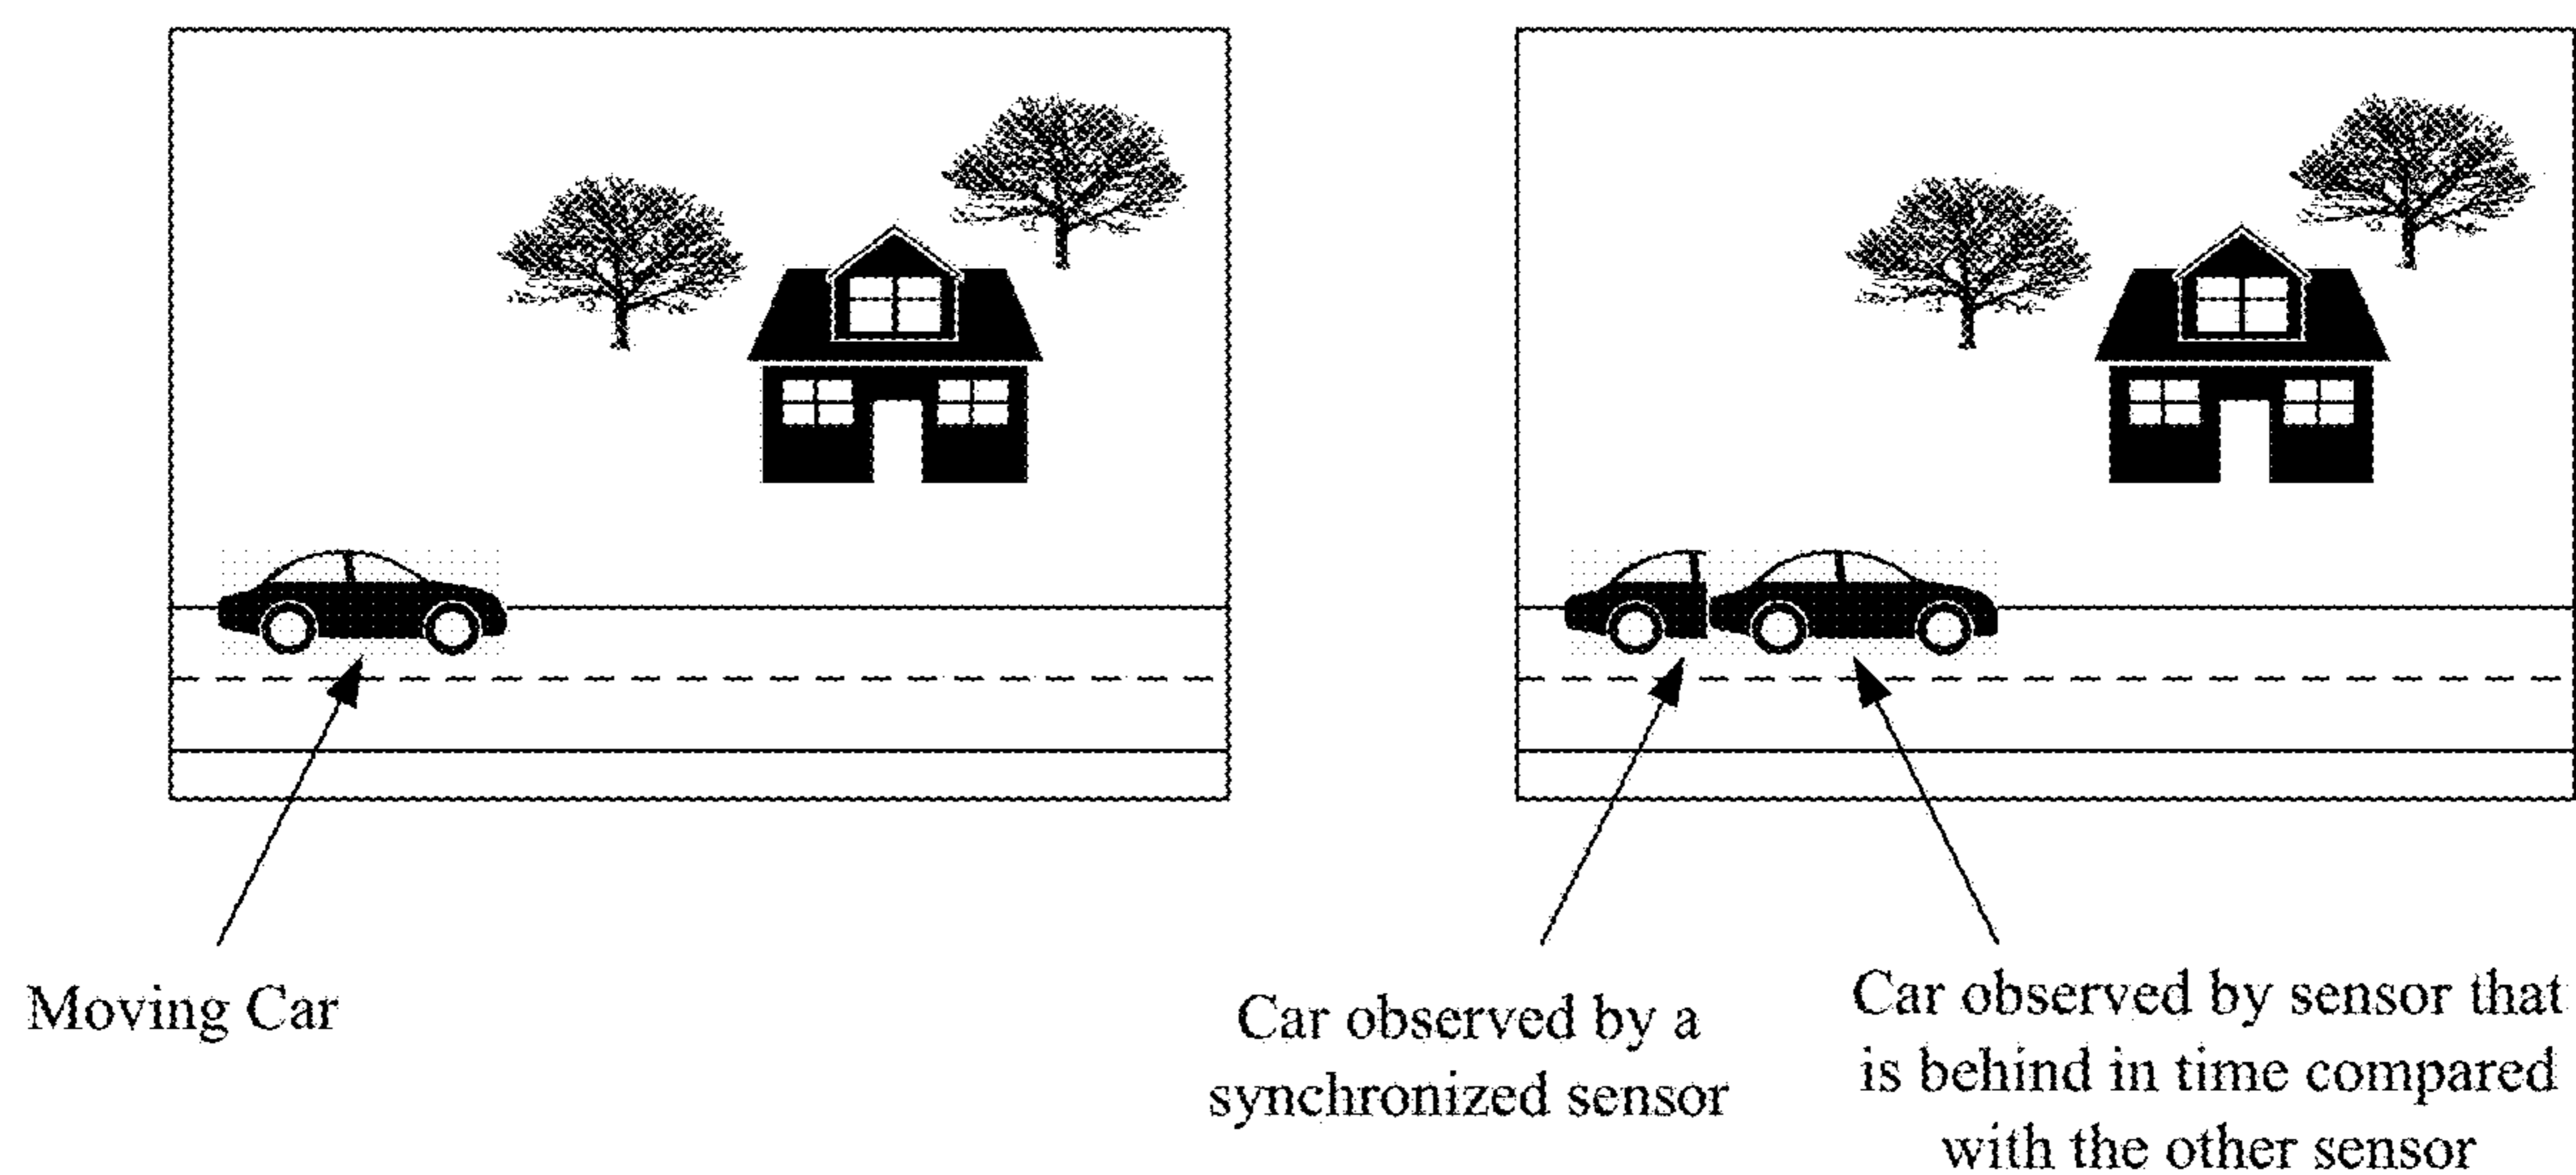 Moving Car
Car observed by a
synchronized sensor
Car observed by sensor that
is behind in time compared
with the other sensor